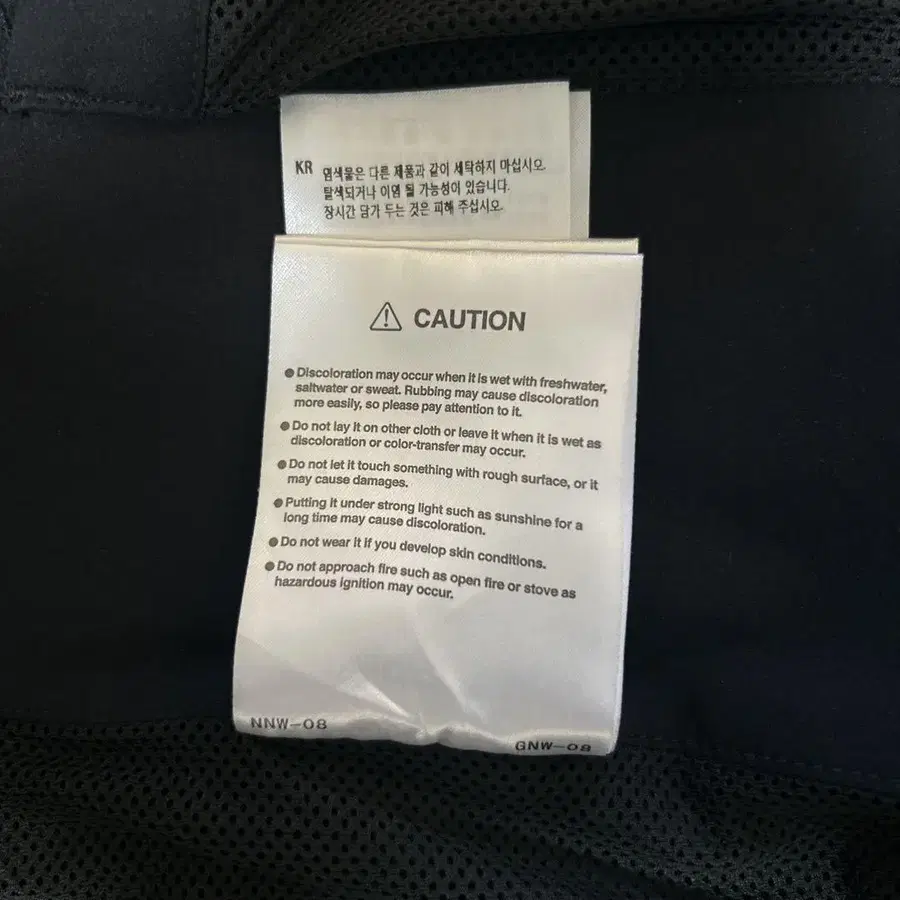 KR 염색물은 다른 제품과 같이 세탁하지 마십시오.
탈색되거나 이염 될 가능성이 있습니다.
장시간 담가 두는 것은 피해 주십시오.
CAUTION
●Discoloration may occur when it is wet with freshwater,
saltwater or sweat. Rubbing may cause discoloration
more easily, so please pay attention to it.
●Do not lay it on other cloth or leave it when it is wet as
discoloration or color-transfer may occur.
●Do not let it touch something with rough surface, or it
may cause damages.
●Putting it under strong light such as sunshine for a
long time may cause discoloration.
●Do not wear it if you develop skin conditions.
●Do not approach fire such as open fire or stove as
hazardous ignition may occur.
NNW-08
GNW-08